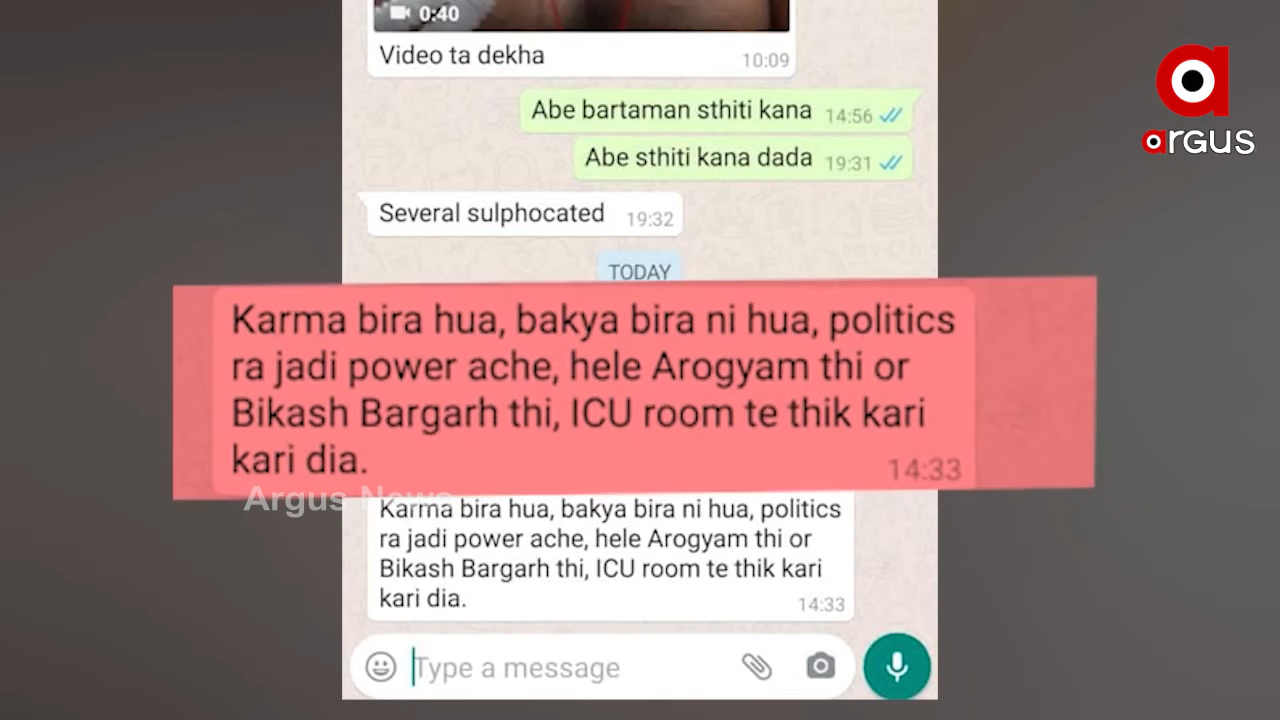 0:40
Video ta dekha 10:09
Abe bartaman sthiti kana 14:56
Abe sthiti kana dada 19:31
Several sulphocated 19:32
TODAY
Karma bira hua, bakya bira ni hua, politics
ra jadi power ache, hele Arogyam thi or
Bikash Bargarh thi, ICU room te thik kari
kari dia. 14:33
Argus News
Karma bira hua, bakya bira ni hua, politics
ra jadi power ache, hele Arogyam thi or
Bikash Bargarh thi, ICU room te thik kari
kari dia. 14:33
Type a message
a
argus